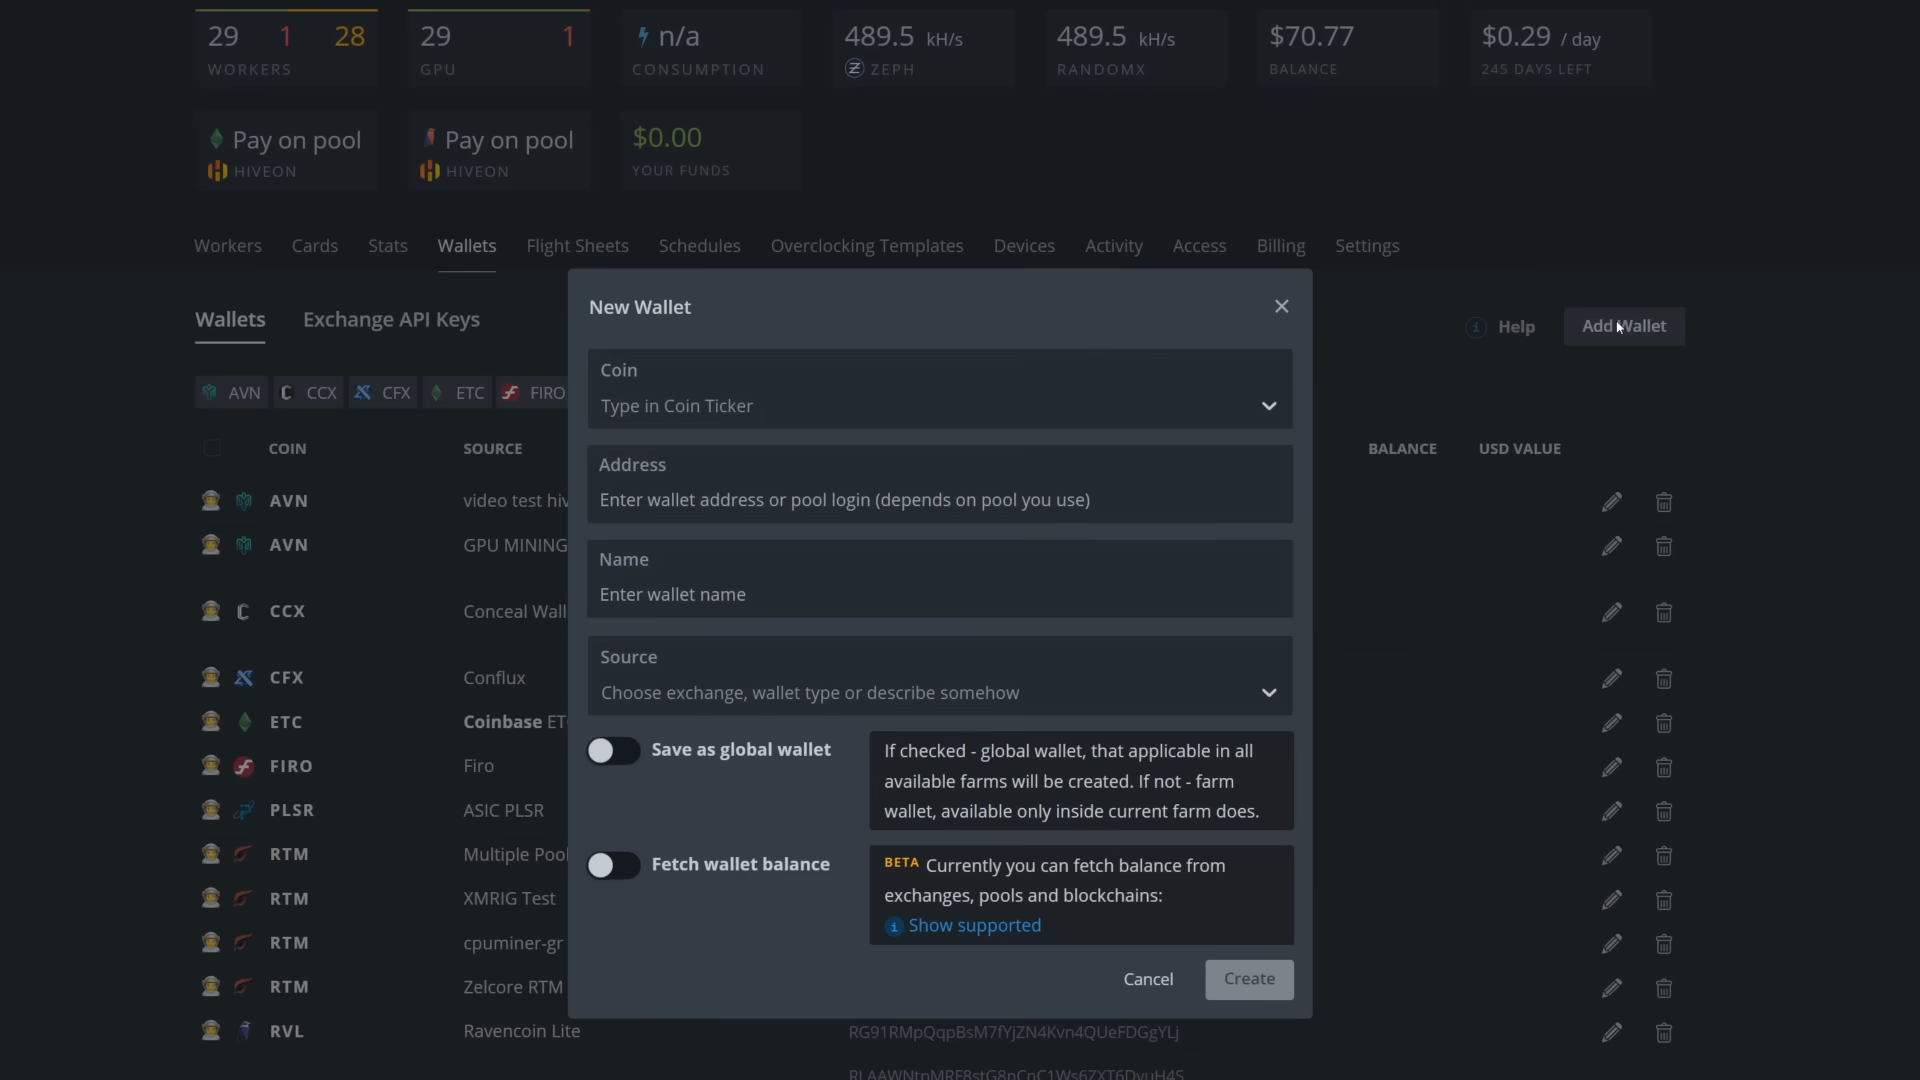 29 1 28
WORKERS
29 1
GPU
n/a
CONSUMPTION
489.5 kH/s
ZEPH
489.5 kH/s
RANDOMX
$70.77
BALANCE
$0.29 / day
245 DAYS LEFT
Pay on pool
HIVEON
Pay on pool
HIVEON
$0.00
YOUR FUNDS
Workers Cards Stats Wallets Flight Sheets Schedules Overclocking Templates Devices Activity Access Billing Settings
Wallets Exchange API Keys
Help
Add Wallet
AVN CCX CFX ETC FIRO
COIN SOURCE BALANCE USD VALUE
AVN video test hiv
AVN GPU MINING
CCX Conceal Wall
CFX Conflux
ETC Coinbase ET
FIRO Firo
PLSR ASIC PLSR
RTM Multiple Pool
RTM XMRIG Test
RTM cpuminer-gr
RTM Zelcore RTM
RVL Ravencoin Lite RG91RMpQqpBsM7fYjZN4Kvn4QUeFDGgYLj
New Wallet
Coin
Type in Coin Ticker
Address
Enter wallet address or pool login (depends on pool you use)
Name
Enter wallet name
Source
Choose exchange, wallet type or describe somehow
Save as global wallet
If checked - global wallet, that applicable in all
available farms will be created. If not - farm
wallet, available only inside current farm does.
Fetch wallet balance
BETA Currently you can fetch balance from
exchanges, pools and blockchains:
Show supported
Cancel
Create